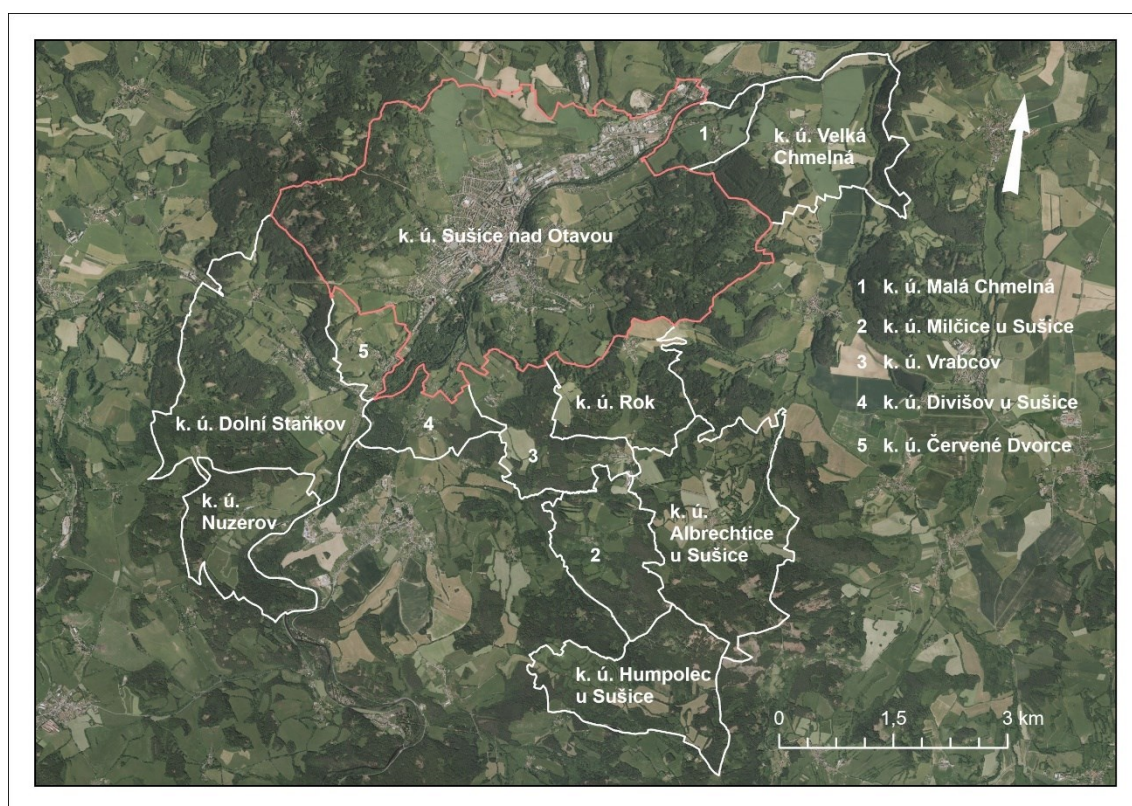 1
k. ú. Velká
Chmelná
k. ú. Sušice nad Otavou
1 k. ú. Malá Chmelná
2 k. ú. Milčice u Sušice
3 k. ú. Vrabcov
4 k. ú. Divišov u Sušice
5 k. ú. Červené Dvorce
5
k. ú. Rok
k. ú. Dolní Staňkov
4
3
k. ú.
Nuzerov
k. ú.
Albrechtice
u Sušice
2
k. ú. Humpolec
u Sušice
0 1,5 3 km